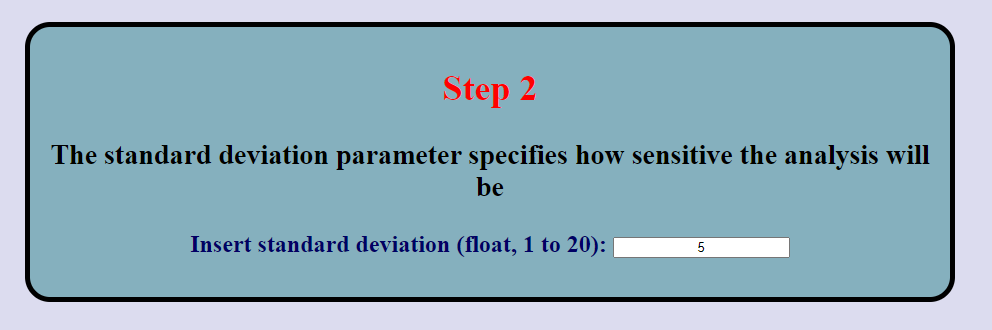 Step 2
The standard deviation parameter specifies how sensitive the analysis will
be
Insert standard deviation (float, 1 to 20): 5